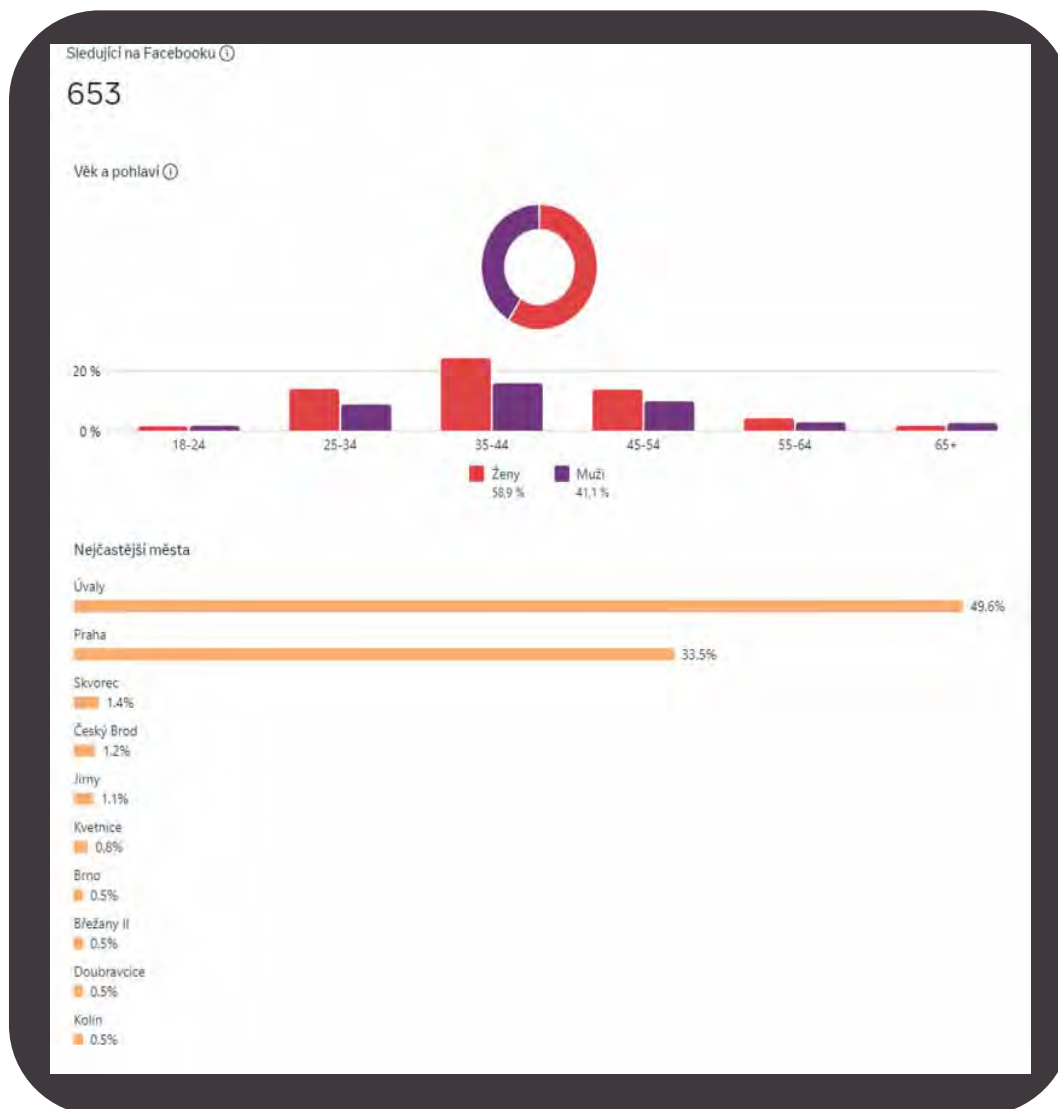 Sledující na Facebooku
653
Věk a pohlaví
20 %
0 %
18-24 25-34 35-44 45-54 55-64 65+
Ženy Muži
58,9 % 41,1 %
Nejčastější města
Úvaly
49.6%
Praha
33.5%
Skvorec
1.4%
Český Brod
1.2%
Jirny
1.1%
Kvetnice
0.8%
Brno
0.5%
Břežany II
0.5%
Doubravcice
0.5%
Kolín
0.5%